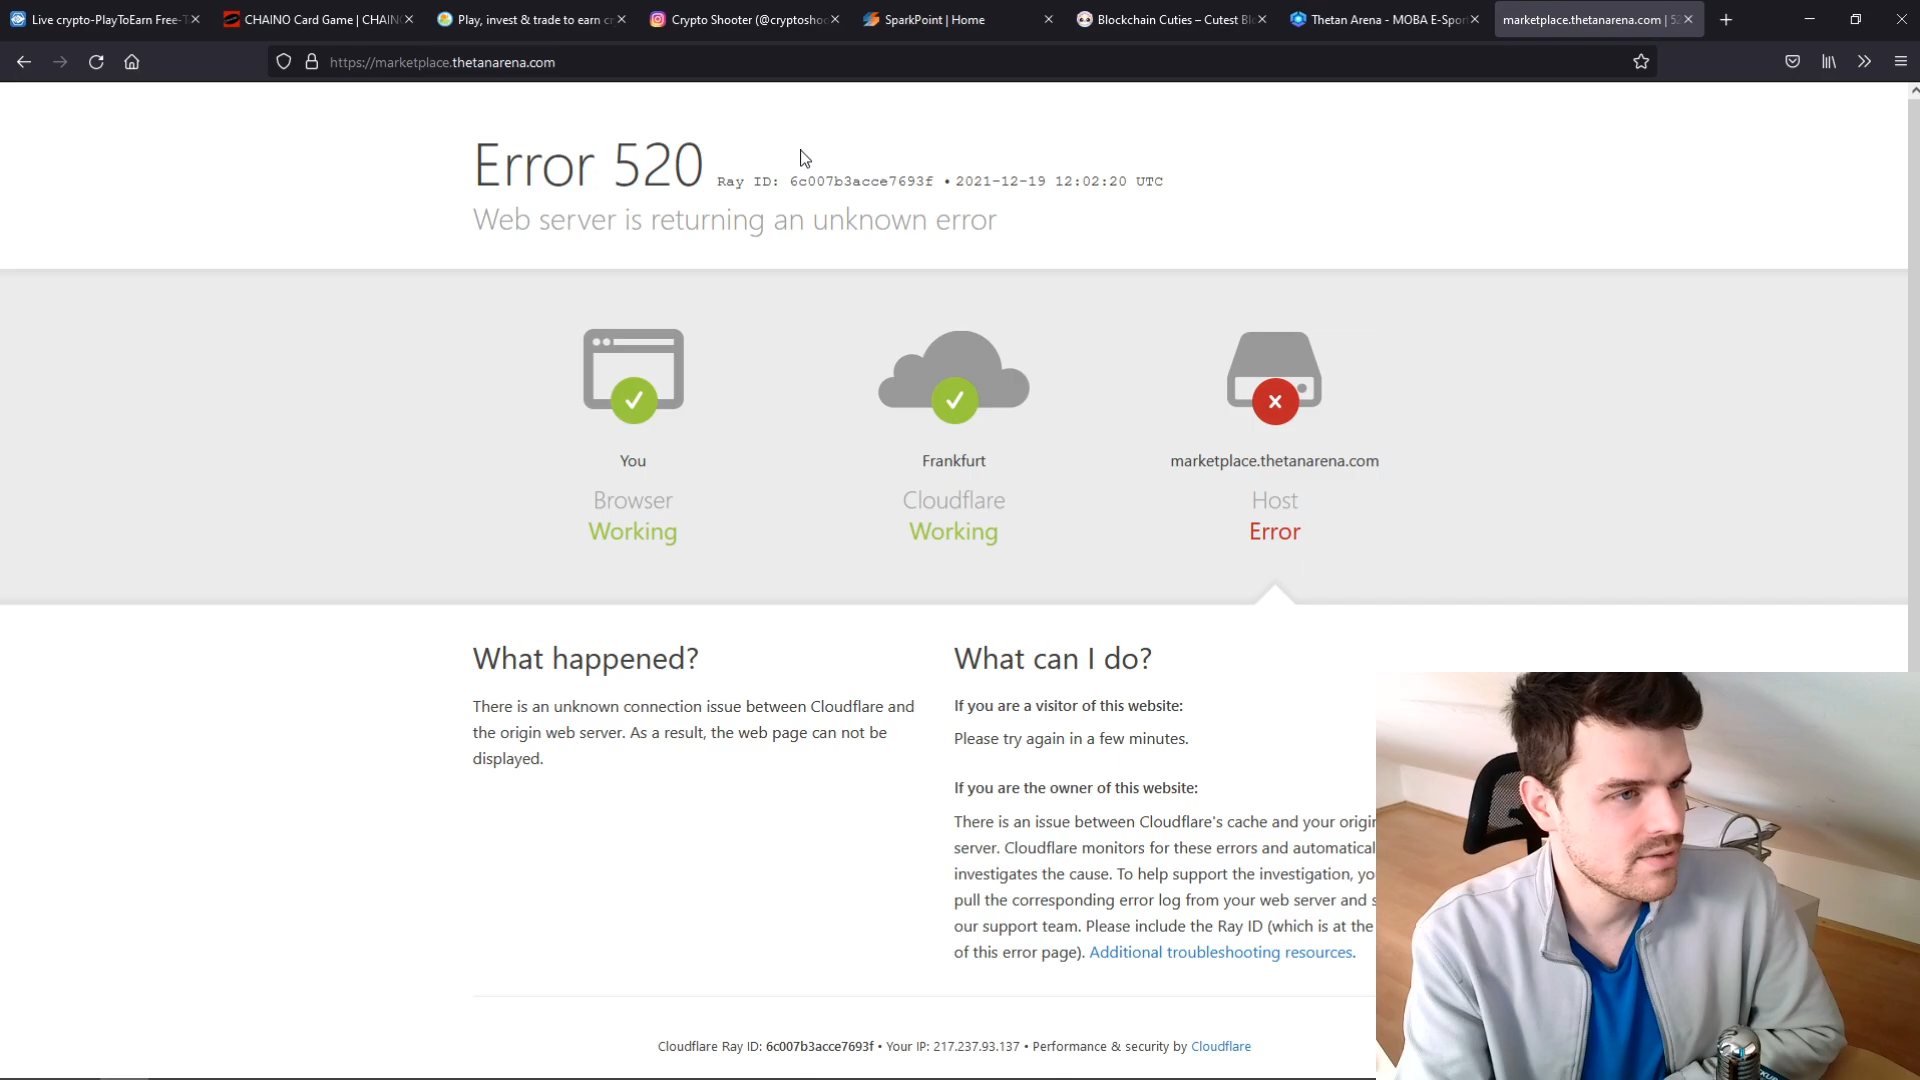 Live crypto-PlayToEarn Free-T
CHAINO Card Game | CHAINO
Play, invest & trade to earn cr
Crypto Shooter (@cryptoshoo
SparkPoint | Home
Blockchain Cuties – Cutest Blo
Thetan Arena - MOBA E-Sport
marketplace.thetanarena.com | 52
https://marketplace.thetanarena.com
Error 520 Ray ID: 6c007b3acce7693f • 2021-12-19 12:02:20 UTC
Web server is returning an unknown error
You
Browser
Working
Frankfurt
Cloudflare
Working
marketplace.thetanarena.com
Host
Error
What happened?
There is an unknown connection issue between Cloudflare and
the origin web server. As a result, the web page can not be
displayed.
What can I do?
If you are a visitor of this website:
Please try again in a few minutes.
If you are the owner of this website:
There is an issue between Cloudflare's cache and your origin
server. Cloudflare monitors for these errors and automatical
investigates the cause. To help support the investigation, yo
pull the corresponding error log from your web server and s
our support team. Please include the Ray ID (which is at the
of this error page). Additional troubleshooting resources.
Cloudflare Ray ID: 6c007b3acce7693f • Your IP: 217.237.93.137 • Performance & security by Cloudflare